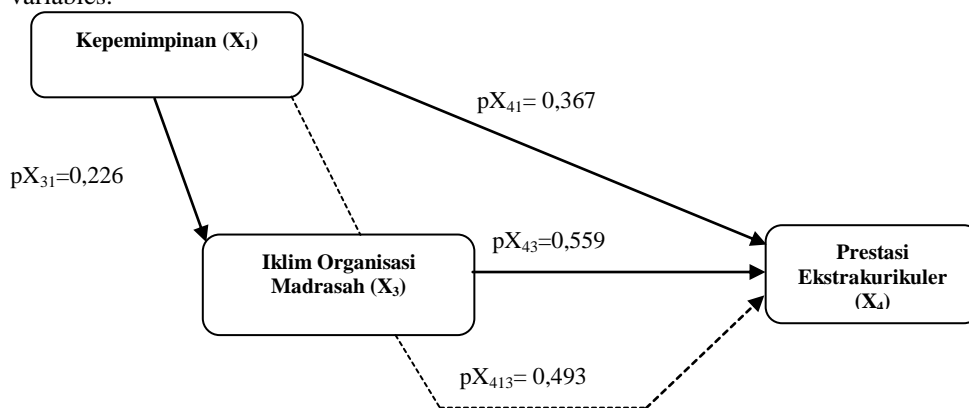 variables.
Kepemimpinan (X₁)
pX₄₁= 0,367
pX₃₁=0,226
Iklim Organisasi
Madrasah (X₃)
pX₄₃=0,559
Prestasi
Ekstrakurikuler
(X₄)
pX₄₁₃= 0,493